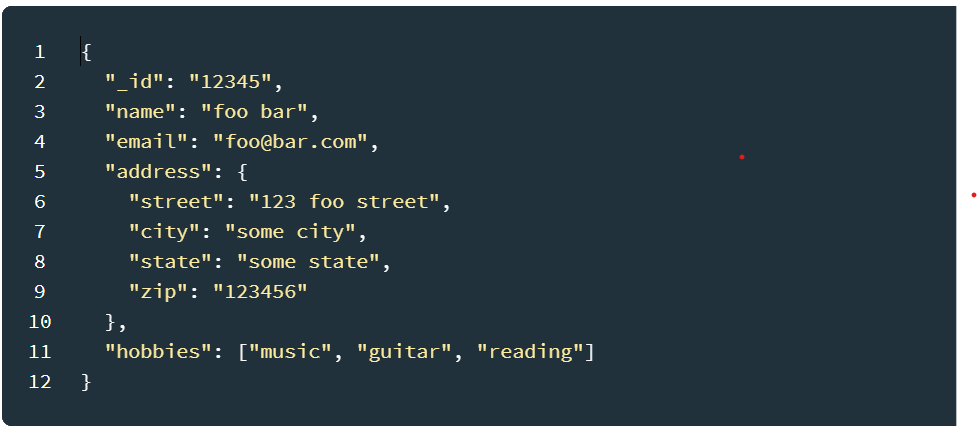 1 {
2 "_id": "12345",
3 "name": "foo bar",
4 "email": "foo@bar.com",
5 "address": {
6 "street": "123 foo street",
7 "city": "some city",
8 "state": "some state",
9 "zip": "123456"
10 },
11 "hobbies": ["music", "guitar", "reading"]
12 }